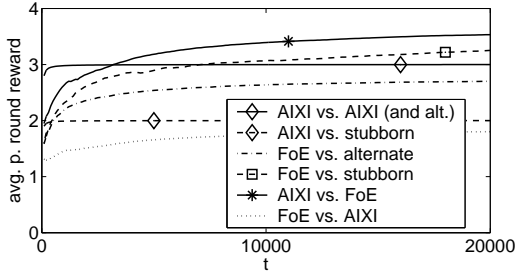 4
3
2
1
0
avg. p. round reward
AIXI vs. AIXI (and alt.)
AIXI vs. stubborn
FoE vs. alternate
FoE vs. stubborn
AIXI vs. FoE
FoE vs. AIXI
0
10000
20000
t